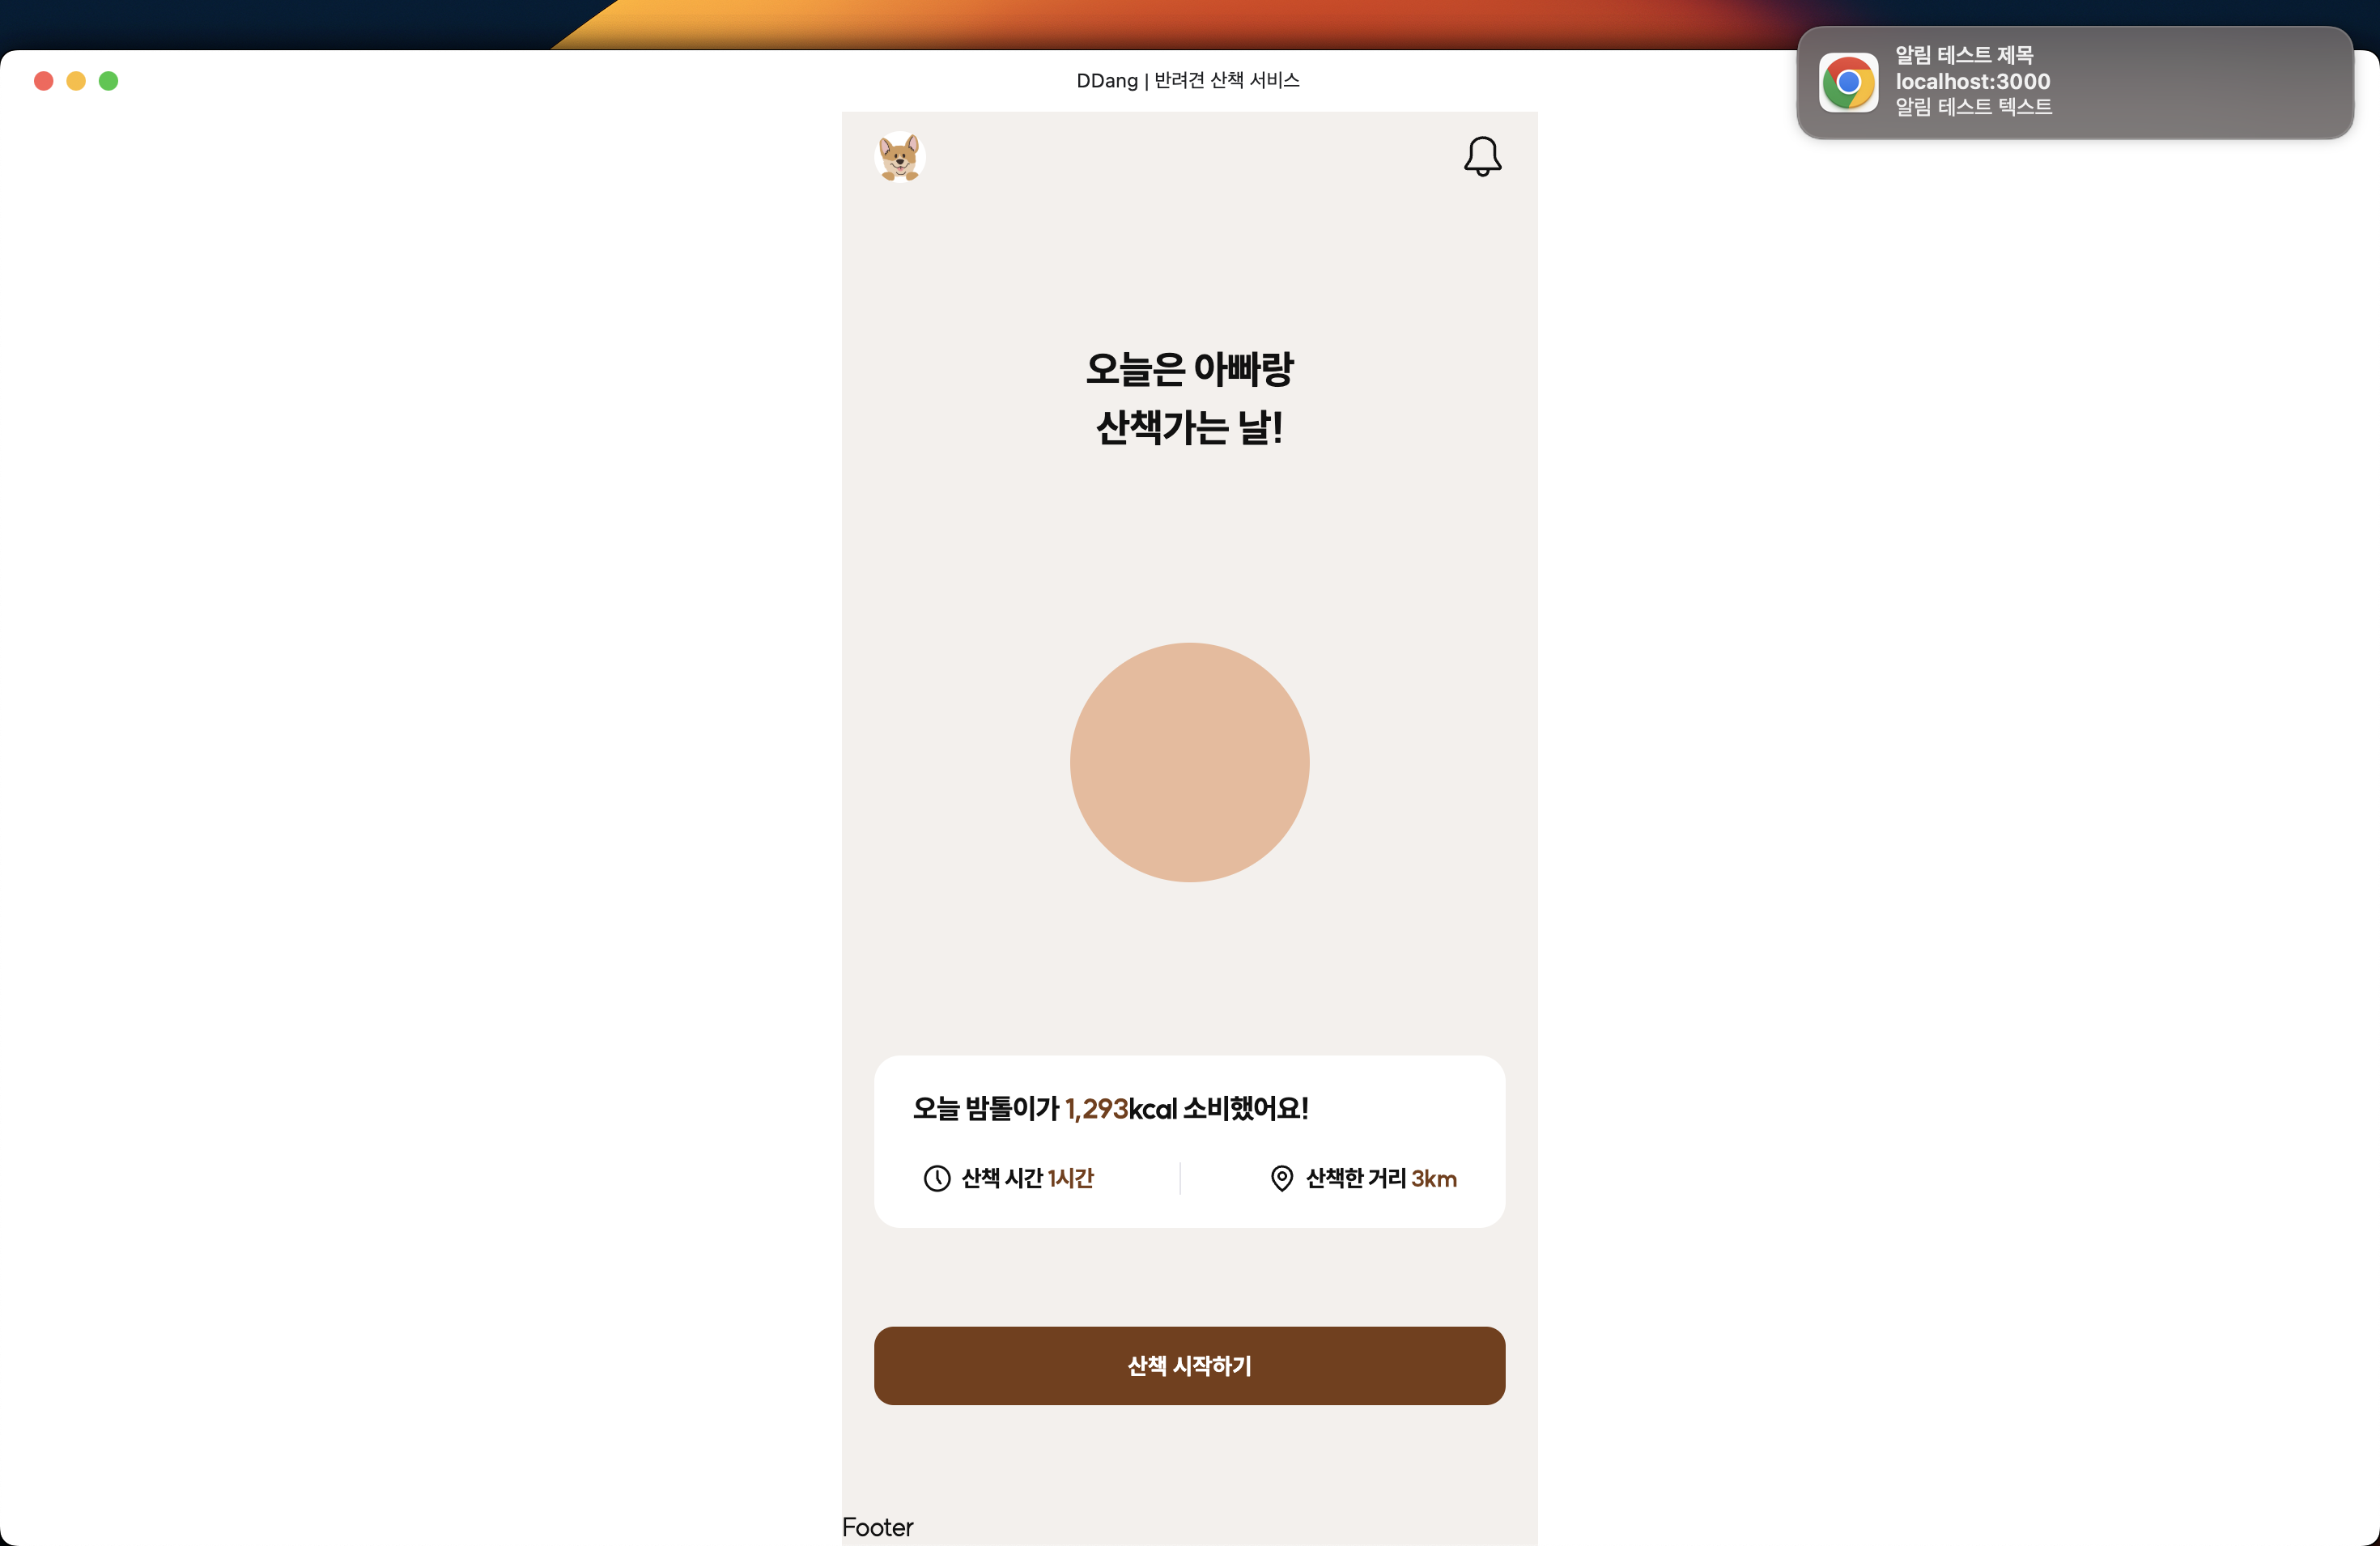 DDang | 반려견 산책 서비스
알림 테스트 제목
localhost:3000
알림 테스트 텍스트
오늘은 아빠랑
산책가는 날!
오늘 밤톨이가 1,293kcal 소비했어요!
산책 시간 1시간
산책한 거리 3km
산책 시작하기
Footer